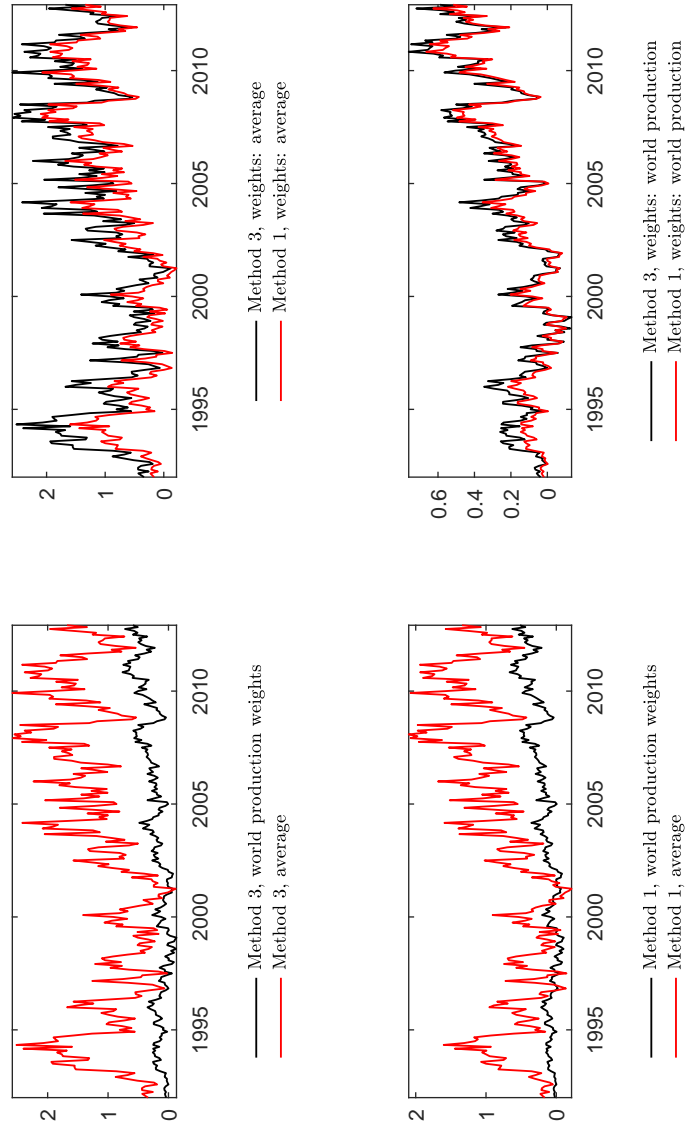 2
1
0
1995 2000 2005 2010
Method 3, world production weights
Method 3, average
2
1
0
1995 2000 2005 2010
Method 3, weights: average
Method 1, weights: average
2
1
0
1995 2000 2005 2010
Method 1, world production weights
Method 1, average
0.6
0.4
0.2
0
1995 2000 2005 2010
Method 3, weights: world production
Method 1, weights: world production